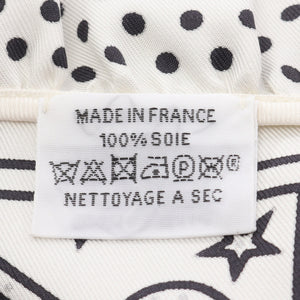 MADE IN FRANCE
100% SOIE
P ®
NETTOYAGE A SEC